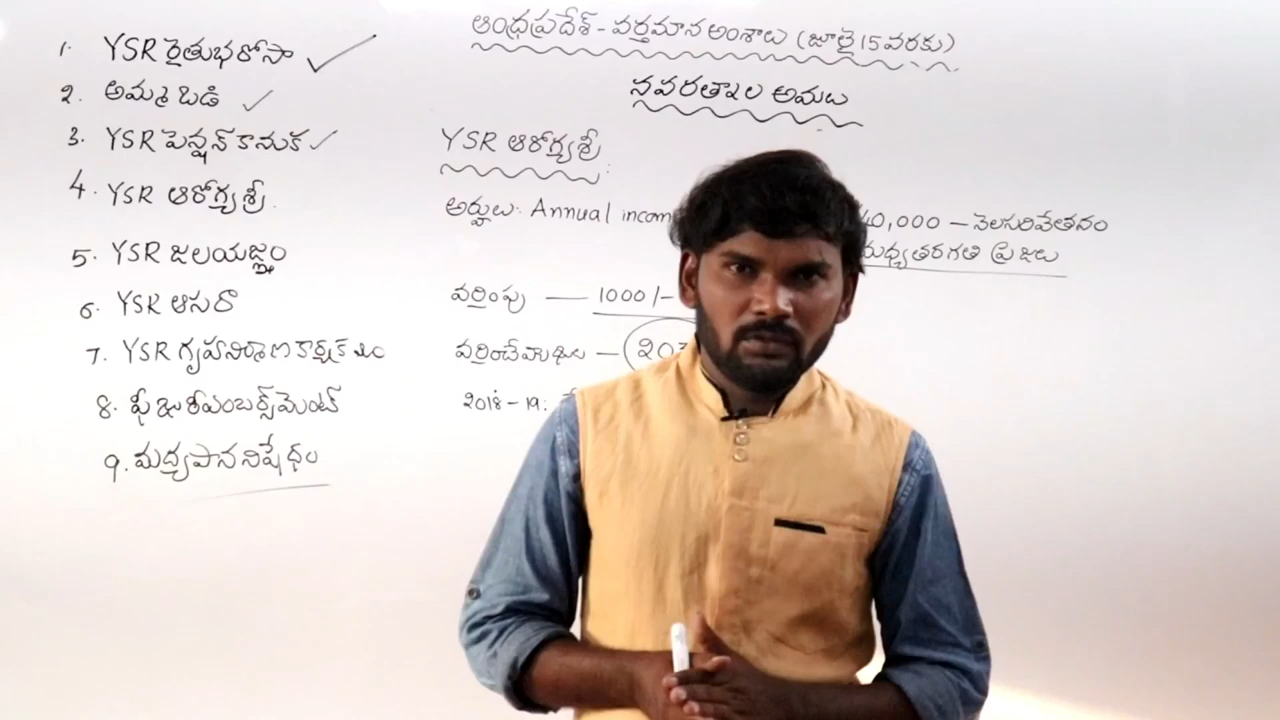 ఆంధ్రప్రదేశ్ - వర్తమాన అంశాలు (జూలై 15 వరకు)
నవరత్నాల అమలు
1. YSR రైతుభరోసా
2. అమ్మ ఒడి
3. YSR పెన్షన్ కానుక
4. YSR ఆరోగ్యశ్రీ.
5. YSR జలయజ్ఞం
6. YSR ఆసరా
7. YSR గృహనిర్మాణ కార్యక్రమం
8. ఫీజు రీఎంబర్స్‌మెంట్
9. మద్యపాన నిషేధం
YSR ఆరోగ్యశ్రీ :
అర్హులు: Annual incom 40,000 - నెలసరివేతనం
మధ్యతరగతి ప్రజలు
వర్తింపు — 1000/-
వర్తించేవ్యాధులు - 203
2018-19: